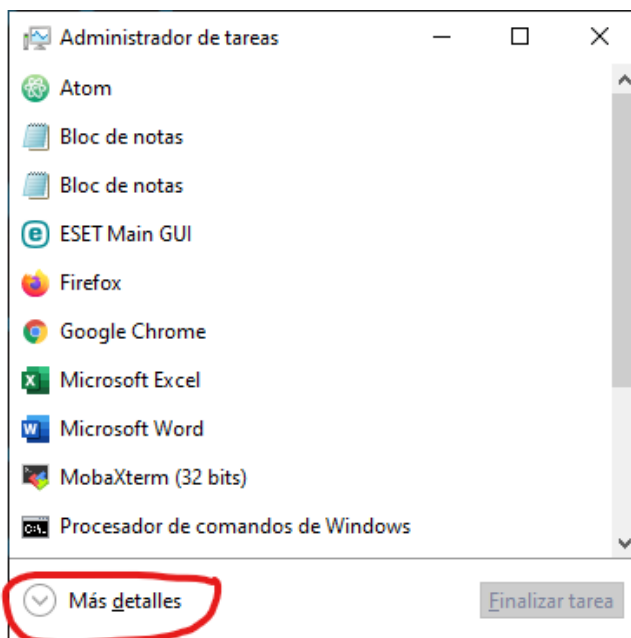 Administrador de tareas
Atom
Bloc de notas
Bloc de notas
ESET Main GUI
Firefox
Google Chrome
Microsoft Excel
Microsoft Word
MobaXterm (32 bits)
Procesador de comandos de Windows
Más detalles
Finalizar tarea